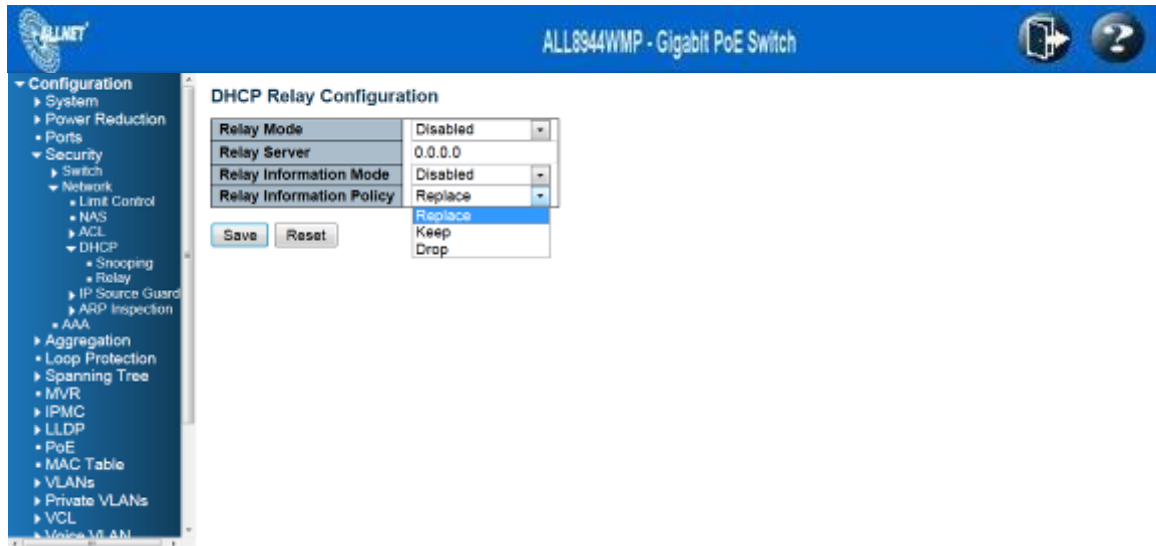 ALLNET
ALL8944WMP - Gigabit PoE Switch
?
Configuration
System
Power Reduction
Ports
Security
Switch
Network
Limit Control
NAS
ACL
DHCP
Snooping
Relay
IP Source Guard
ARP Inspection
AAA
Aggregation
Loop Protection
Spanning Tree
MVR
IPMC
LLDP
PoE
MAC Table
VLANs
Private VLANs
VCL
Voice VLAN
DHCP Relay Configuration
Relay Mode Disabled
Relay Server 0.0.0.0
Relay Information Mode Disabled
Relay Information Policy Replace
Replace
Keep
Drop
Save Reset